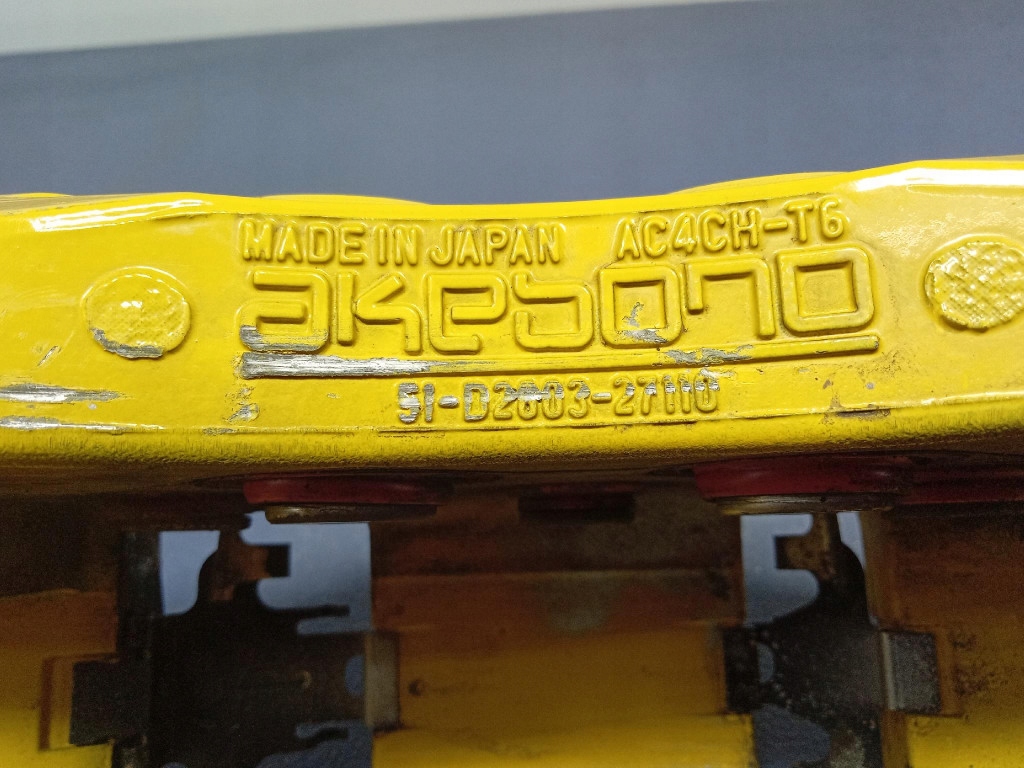 MADE IN JAPAN AC4CH-T6
akebono
51-D2603-27110